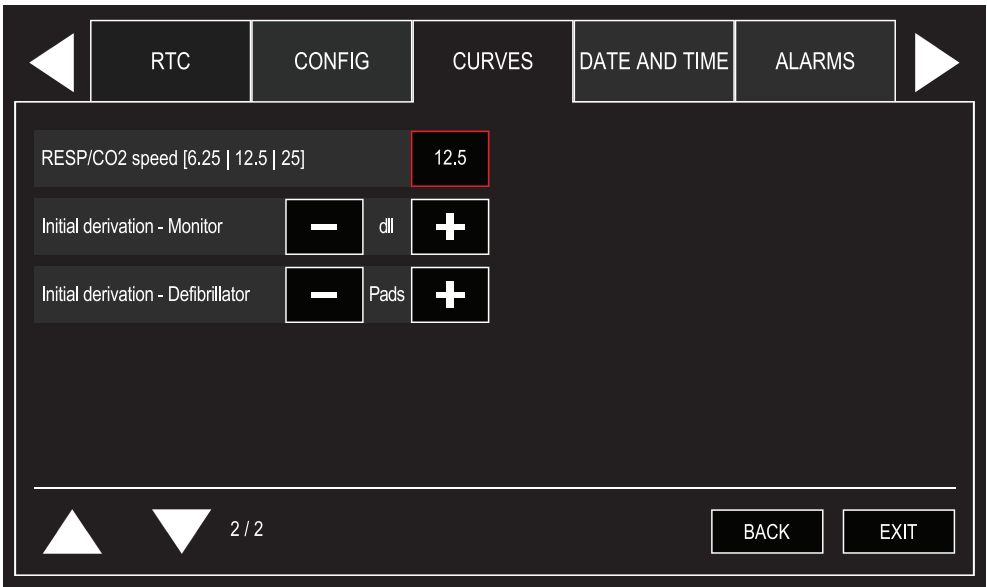 RTC
CONFIG
CURVES
DATE AND TIME
ALARMS
RESP/CO2 speed [6.25 | 12.5 | 25]
12.5
Initial derivation - Monitor
dII
Initial derivation - Defibrillator
Pads
2 / 2
BACK
EXIT